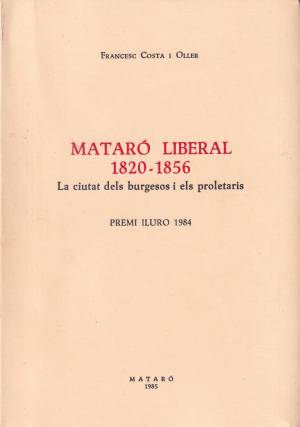 Francesc Costa i Oller
MATARÓ LIBERAL
1820-1856
La ciutat dels burgesos i els proletaris
PREMI ILURO 1984
MATARÓ
1985